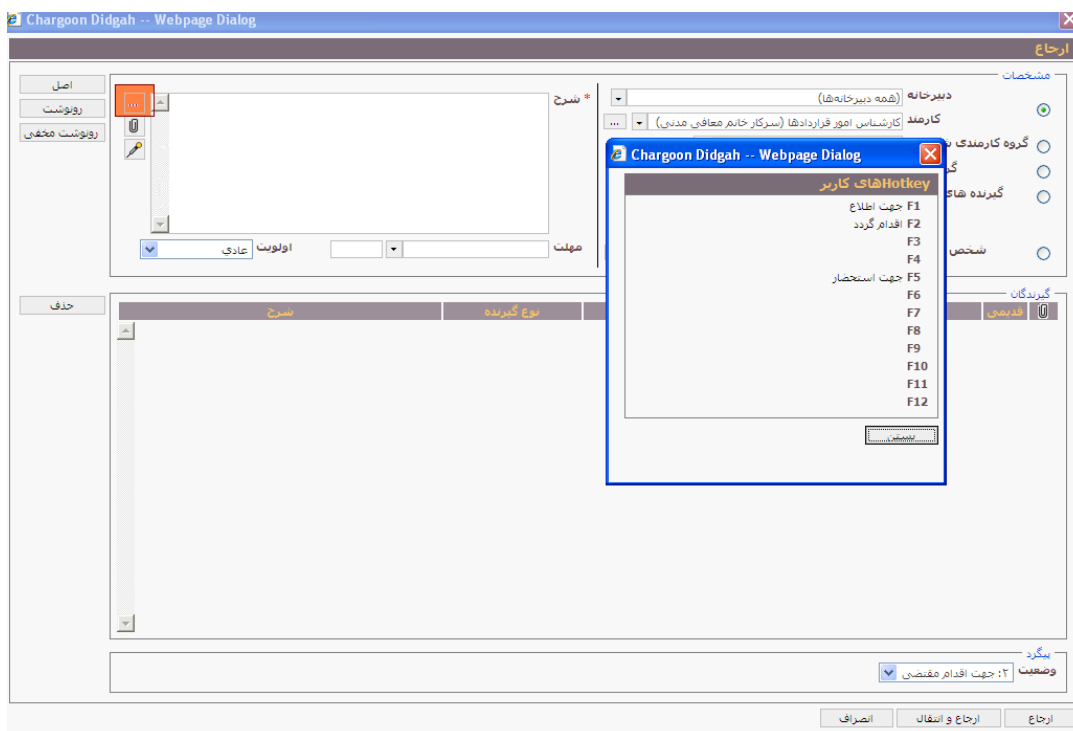 Chargoon Didgah -- Webpage Dialog
ارجاع
مشخصات
دبیرخانه (همه دبیرخانه‌ها)
کارمند کارشناس امور قراردادها (سرکار خانم معافی مدنی) ...
گروه کارمندی
گیرنده های
شخص
* شرح
....
مهلت
اولویت عادي
اصل
رونوشت
رونوشت مخفی
Chargoon Didgah -- Webpage Dialog
Hotkeyهای کاربر
F1 جهت اطلاع
F2 اقدام گردد
F3
F4
F5 جهت استحضار
F6
F7
F8
F9
F10
F11
F12
بستن
گیرندگان
قدیمی
نوع گیرنده
شرح
حذف
پیگرد
وضعیت ۲: جهت اقدام مقتضی
ارجاع
ارجاع و انتقال
انصراف